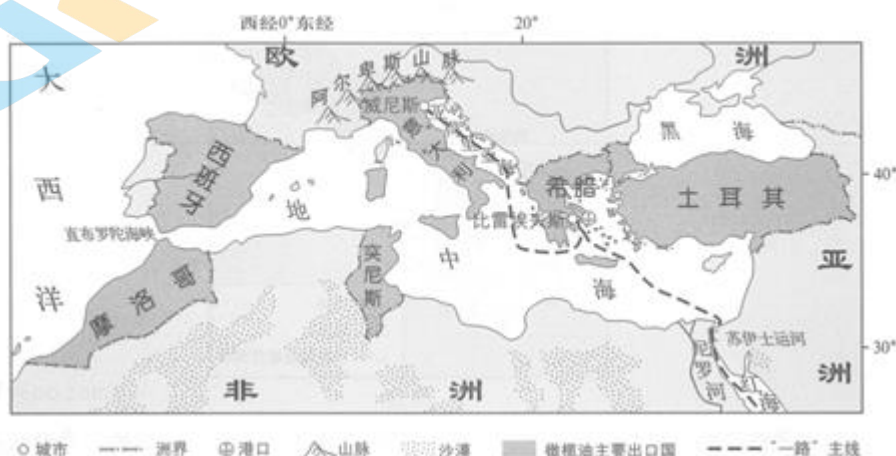 西经0°东经 20°
欧 洲
大 西 洋
阿尔卑斯山脉
威尼斯
黑海
西班牙
意大利
希腊
土耳其
40°
地中海
比雷埃夫斯
直布罗陀海峡
亚洲
突尼斯
摩洛哥
苏伊士运河
30°
尼罗河
红海
非洲
城市 洲界 港口 山脉 沙漠 橄榄油主要出口国 “一路”主线